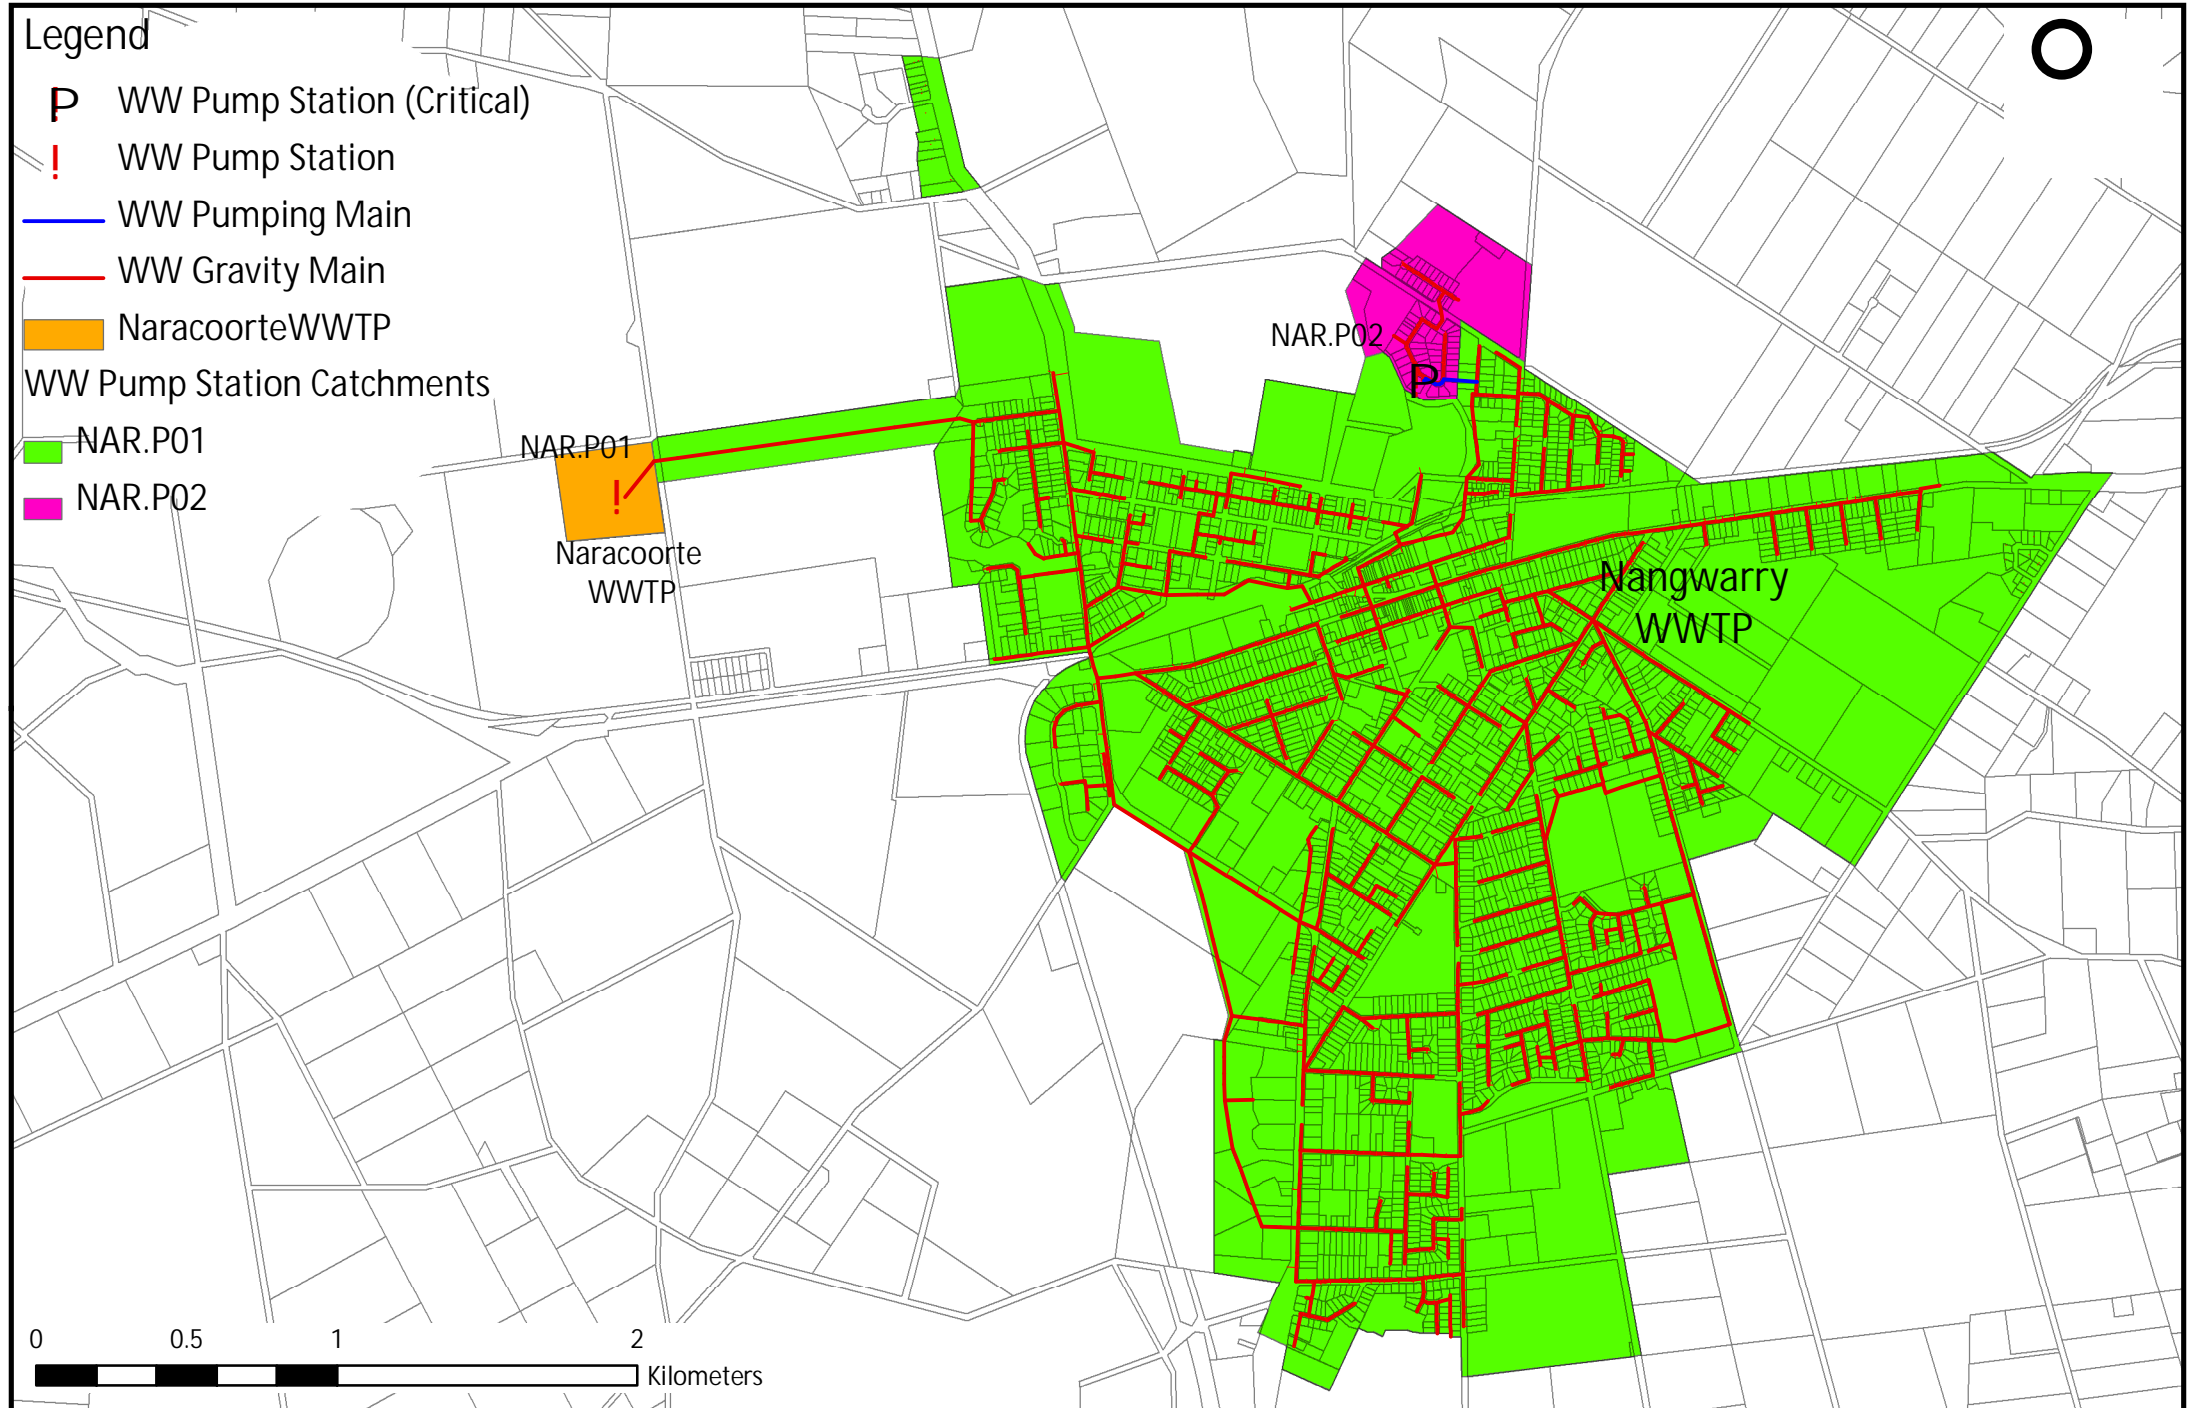 Legend
P WW Pump Station (Critical)
! WW Pump Station
WW Pumping Main
WW Gravity Main
NaracoorteWWTP
WW Pump Station Catchments
NAR.P01
NAR.P02
NAR.P02
P
NAR.P01
!
Naracoorte
WWTP
Nangwarry
WWTP
0 0.5 1 2
Kilometers